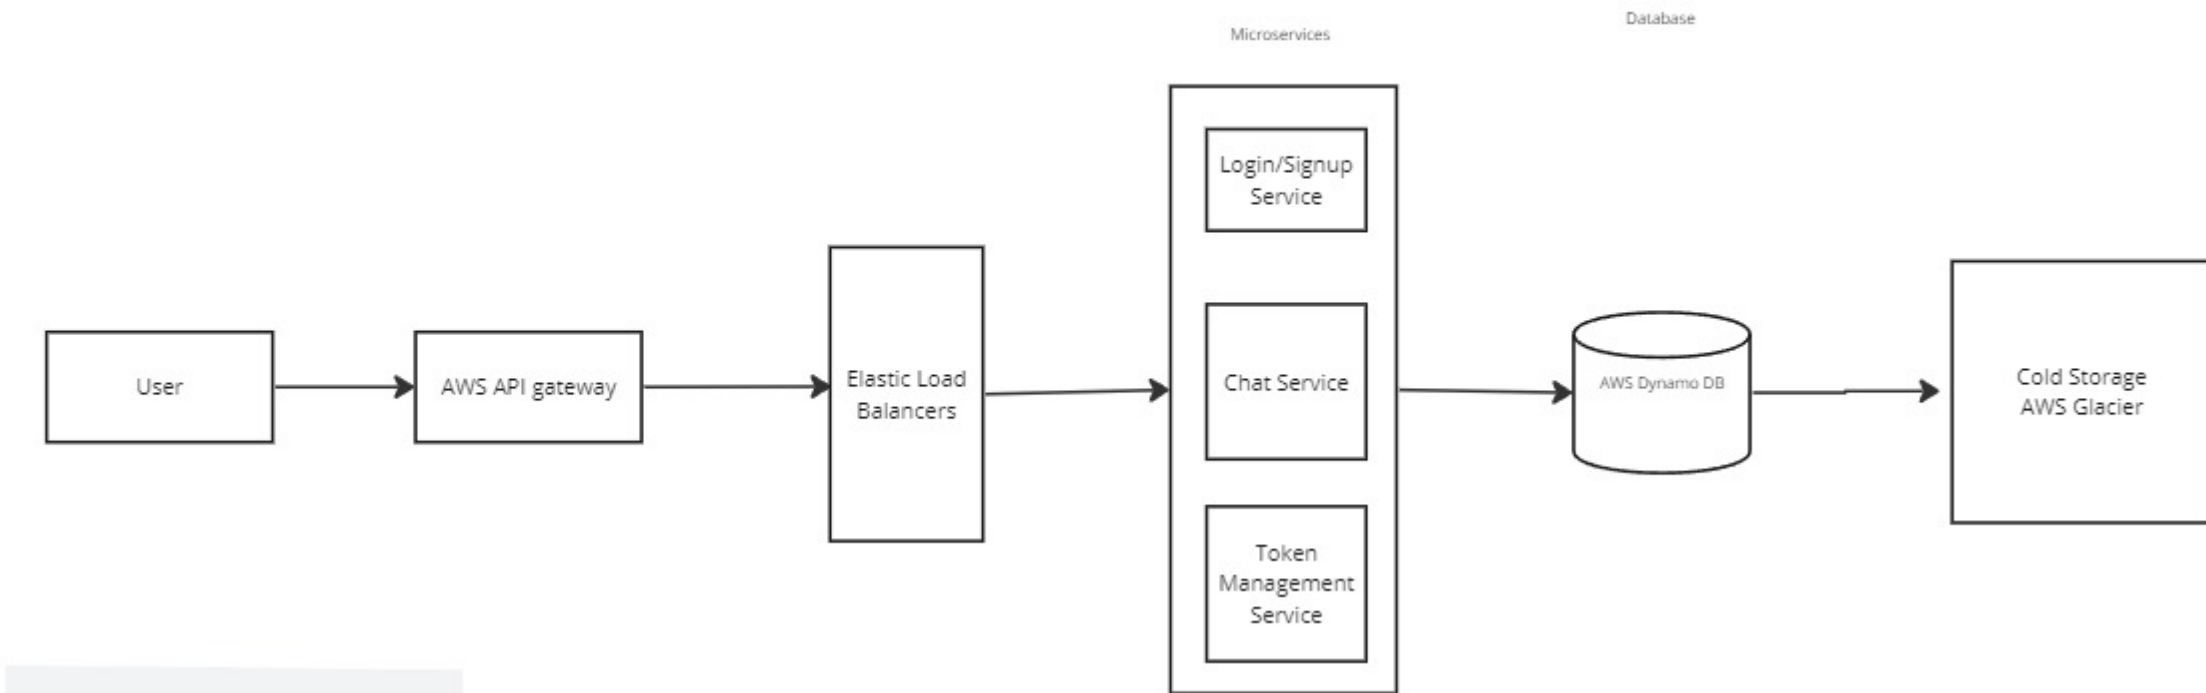 Database
Microservices
Login/Signup
Service
User
AWS API gateway
Elastic Load
Balancers
Chat Service
AWS Dynamo DB
Cold Storage
AWS Glacier
Token
Management
Service